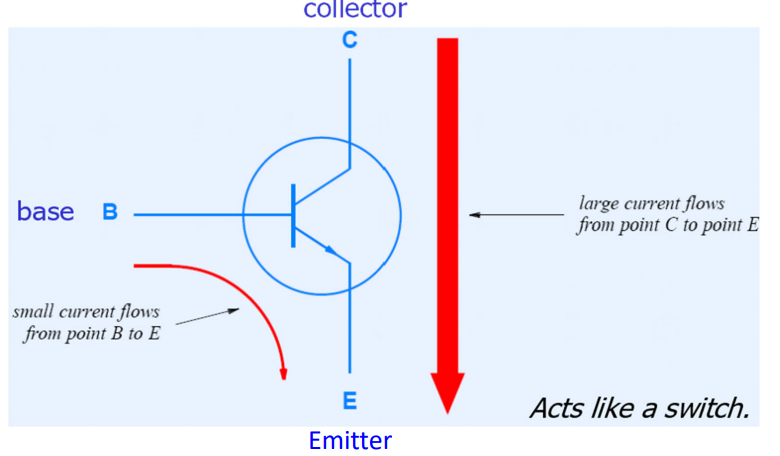 collector
C
base
B
large current flows
from point C to point E
small current flows
from point B to E
E
Acts like a switch.
Emitter